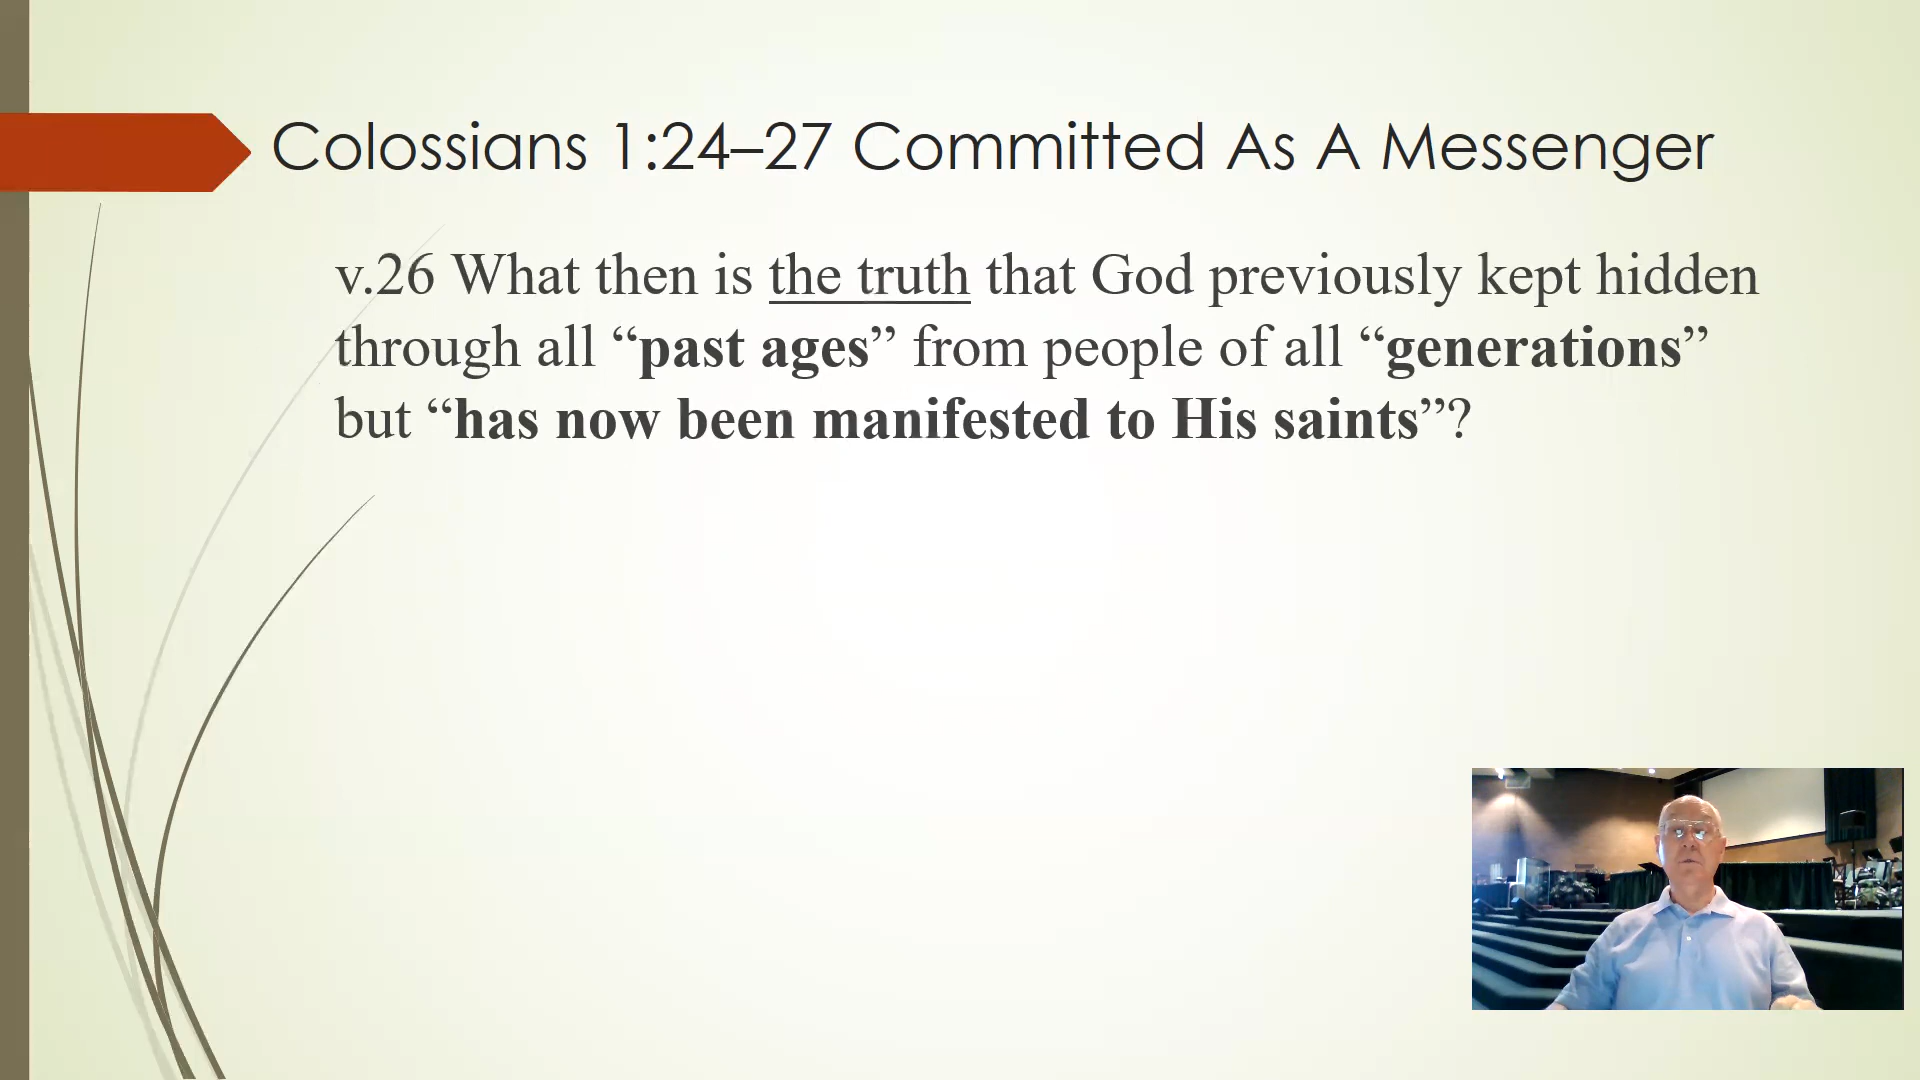 Colossians 1:24–27 Committed As A Messenger
v.26 What then is the truth that God previously kept hidden
through all “past ages” from people of all “generations”
but “has now been manifested to His saints”?